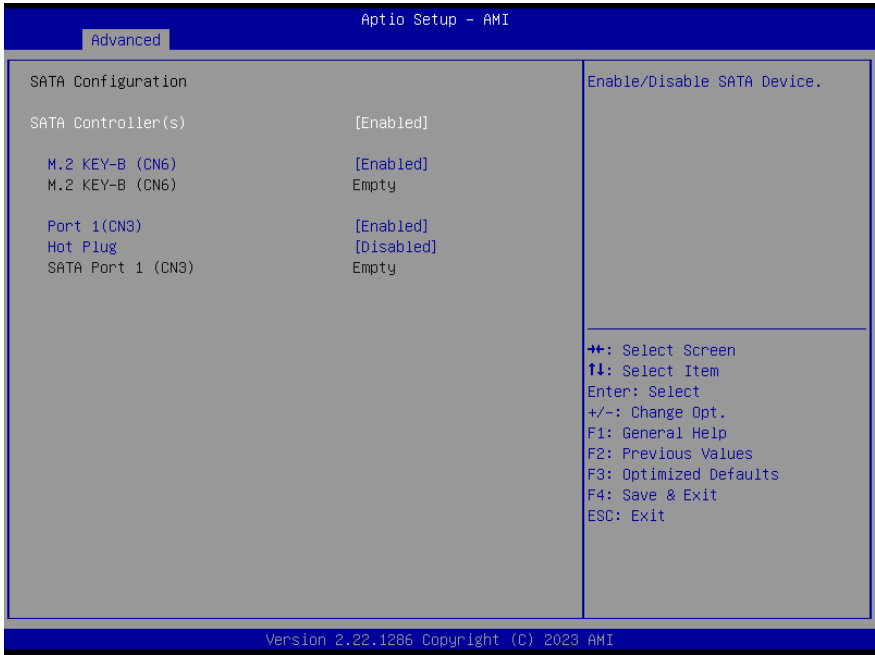 Aptio Setup – AMI
Advanced
SATA Configuration
SATA Controller(s) [Enabled]
M.2 KEY-B (CN6) [Enabled]
M.2 KEY-B (CN6) Empty
Port 1(CN3) [Enabled]
Hot Plug [Disabled]
SATA Port 1 (CN3) Empty
Enable/Disable SATA Device.
→←: Select Screen
↑↓: Select Item
Enter: Select
+/-: Change Opt.
F1: General Help
F2: Previous Values
F3: Optimized Defaults
F4: Save & Exit
ESC: Exit
Version 2.22.1286 Copyright (C) 2023 AMI